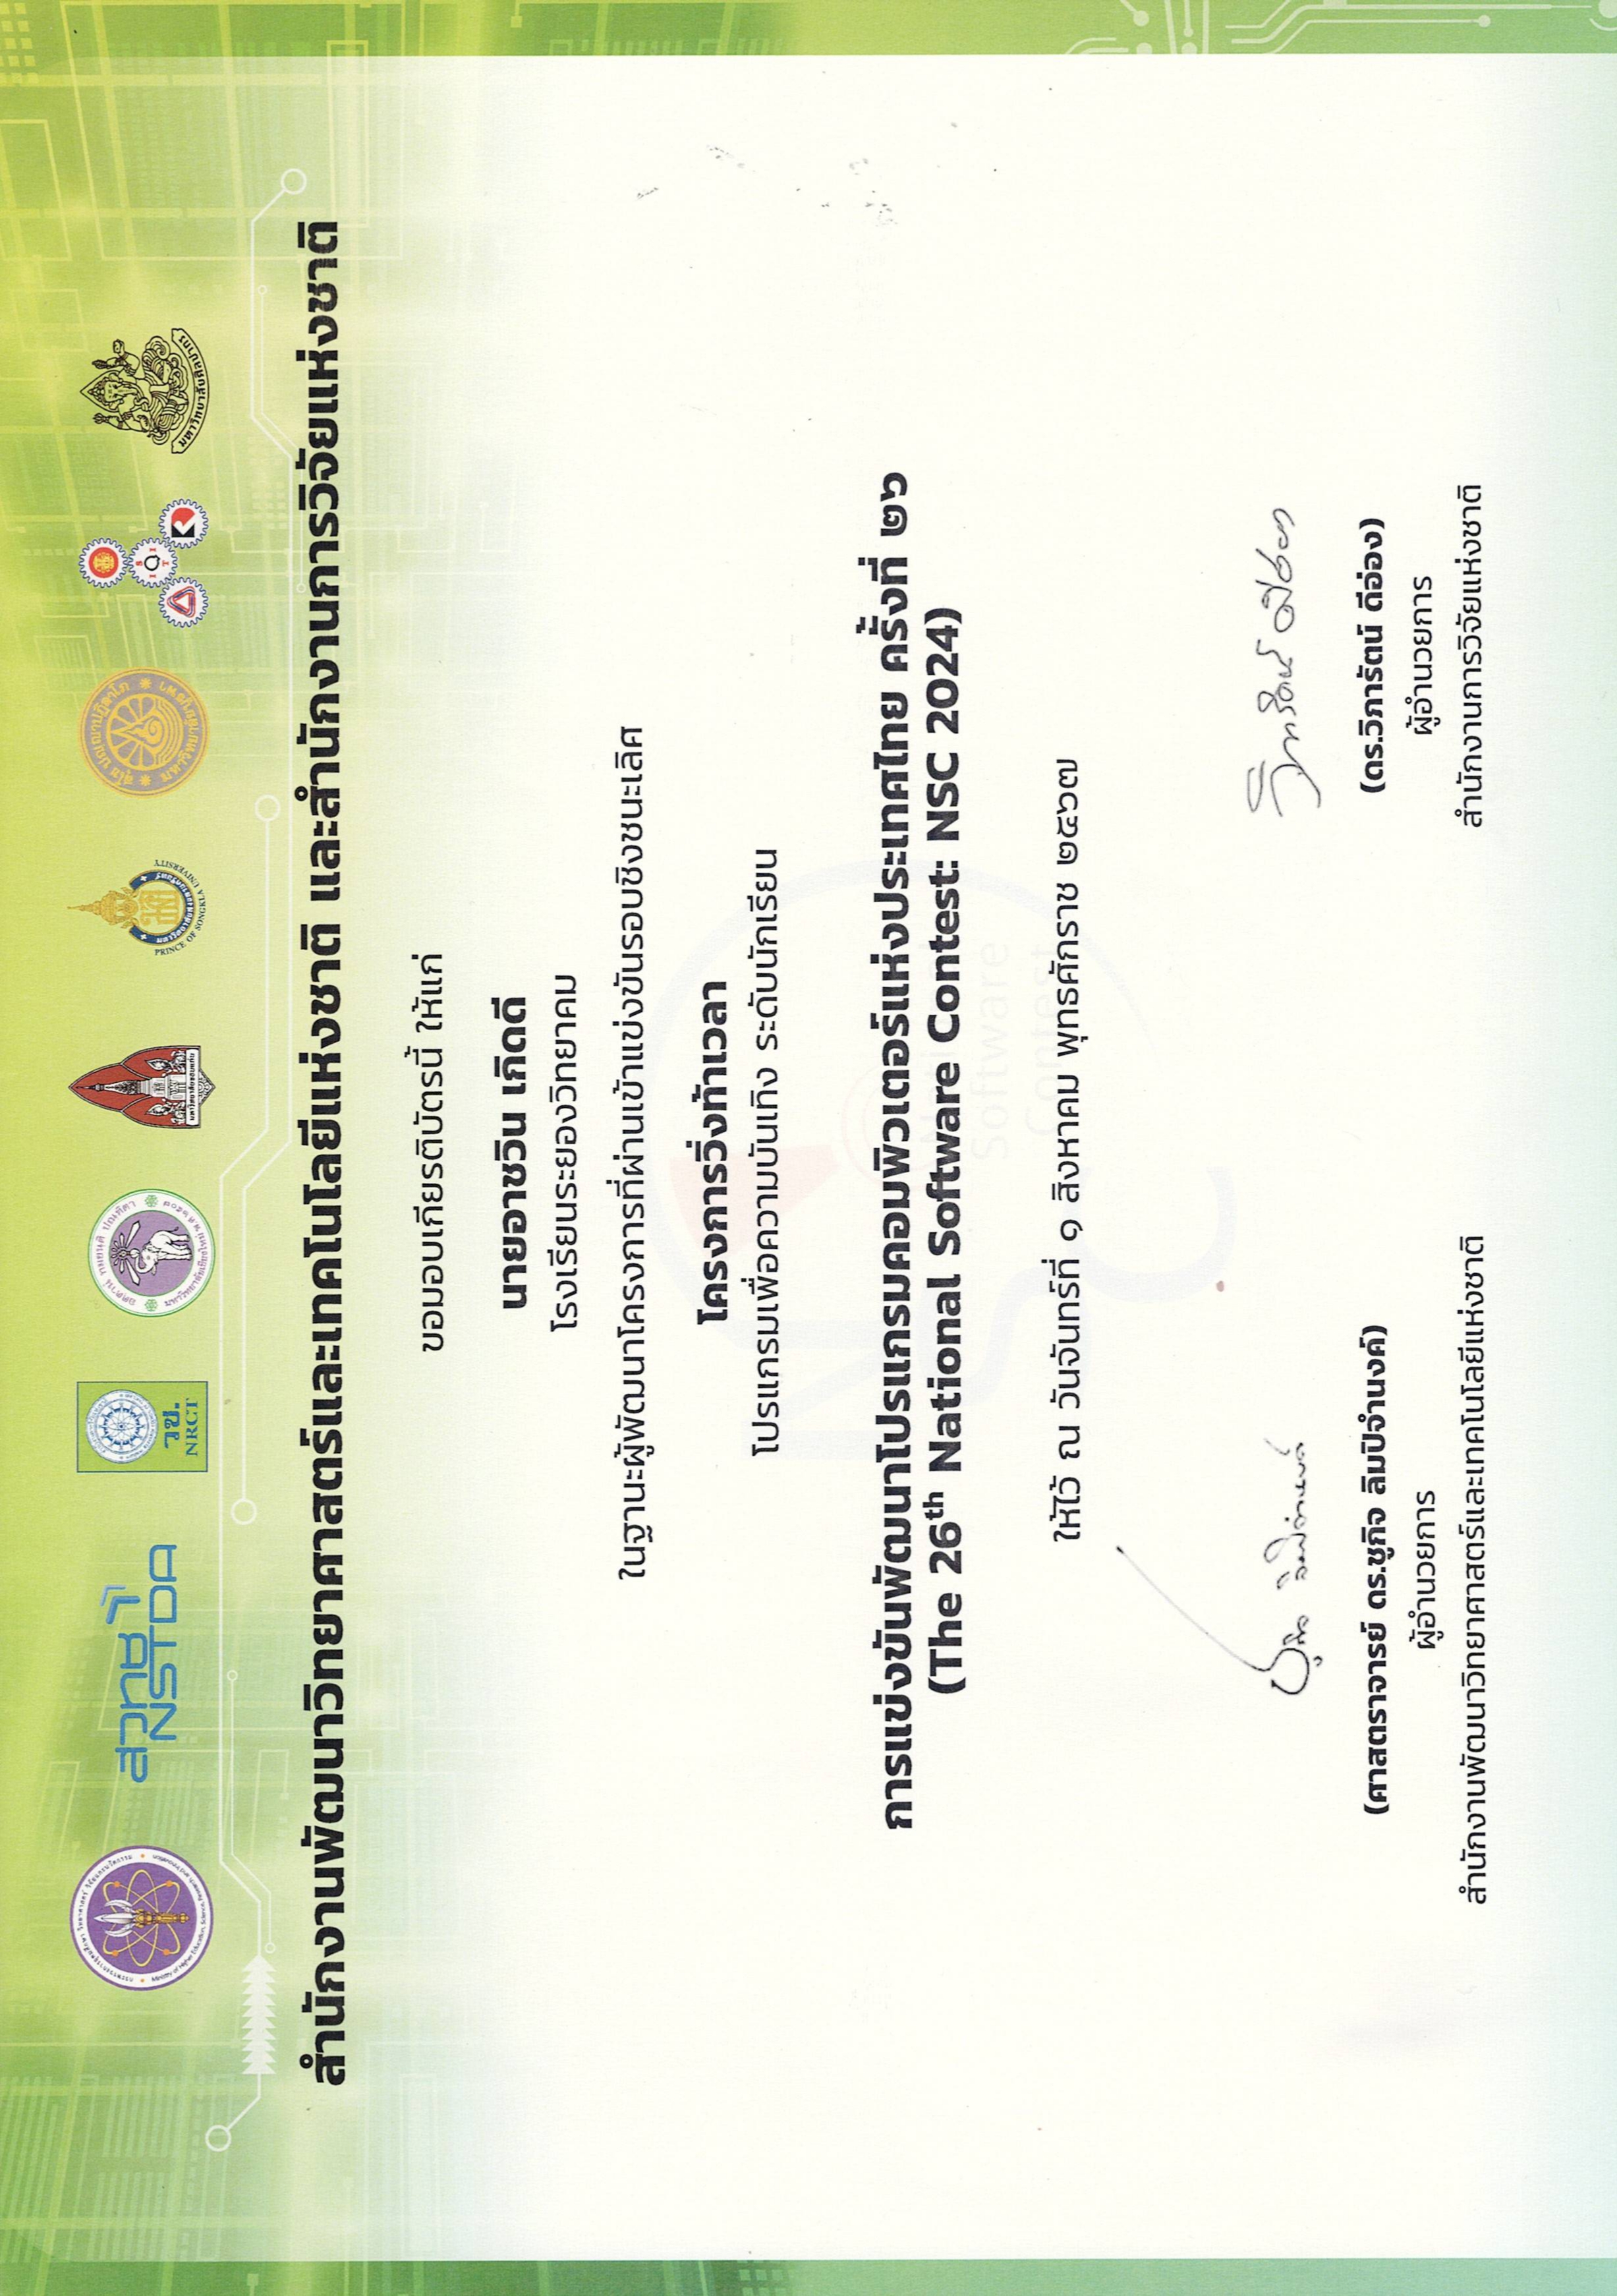 สวทช
NSTDA
วช.
NRCT
มหาวิทยาลัยขอนแก่น
PRINCE OF SONGKLA UNIVERSITY
มหาวิทยาลัยศิลปากร
สำนักงานพัฒนาวิทยาศาสตร์และเทคโนโลยีแห่งชาติ และสำนักงานการวิจัยแห่งชาติ
ขอมอบเกียรติบัตรนี้ ให้แก่
นายอาชวิน เกิดดี
โรงเรียนระยองวิทยาคม
ในฐานะผู้พัฒนาโครงการที่ผ่านเข้าแข่งขันรอบชิงชนะเลิศ
โครงการวิ่งท้าเวลา
โปรแกรมเพื่อความบันเทิง ระดับนักเรียน
การแข่งขันพัฒนาโปรแกรมคอมพิวเตอร์แห่งประเทศไทย ครั้งที่ ๒๖
(The 26th National Software Contest: NSC 2024)
National
Software
Contest
ให้ไว้ ณ วันจันทร์ที่ ๑ สิงหาคม พุทธศักราช ๒๕๖๗
(ศาสตราจารย์ ดร.ชูกิจ ลิมปิจำนงค์)
ผู้อำนวยการ
สำนักงานพัฒนาวิทยาศาสตร์และเทคโนโลยีแห่งชาติ
(ดร.วิภารัตน์ ดีอ่อง)
ผู้อำนวยการ
สำนักงานการวิจัยแห่งชาติ